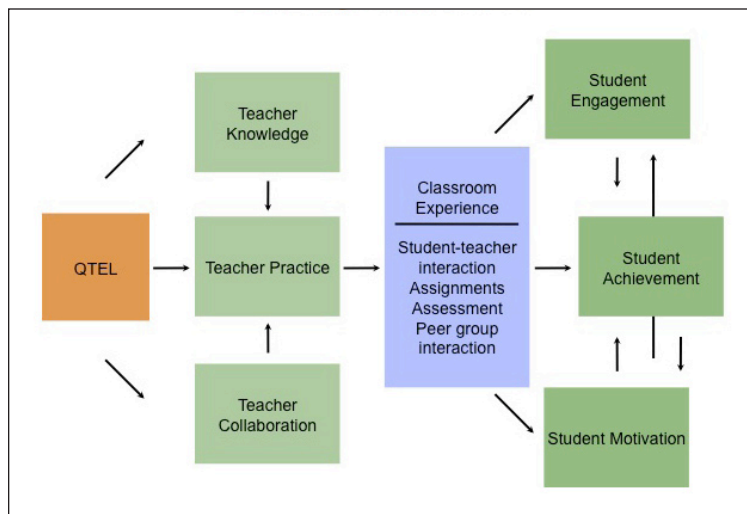 QTEL
Teacher
Knowledge
Teacher Practice
Teacher
Collaboration
Classroom
Experience
Student-teacher
interaction
Assignments
Assessment
Peer group
interaction
Student
Engagement
Student
Achievement
Student Motivation